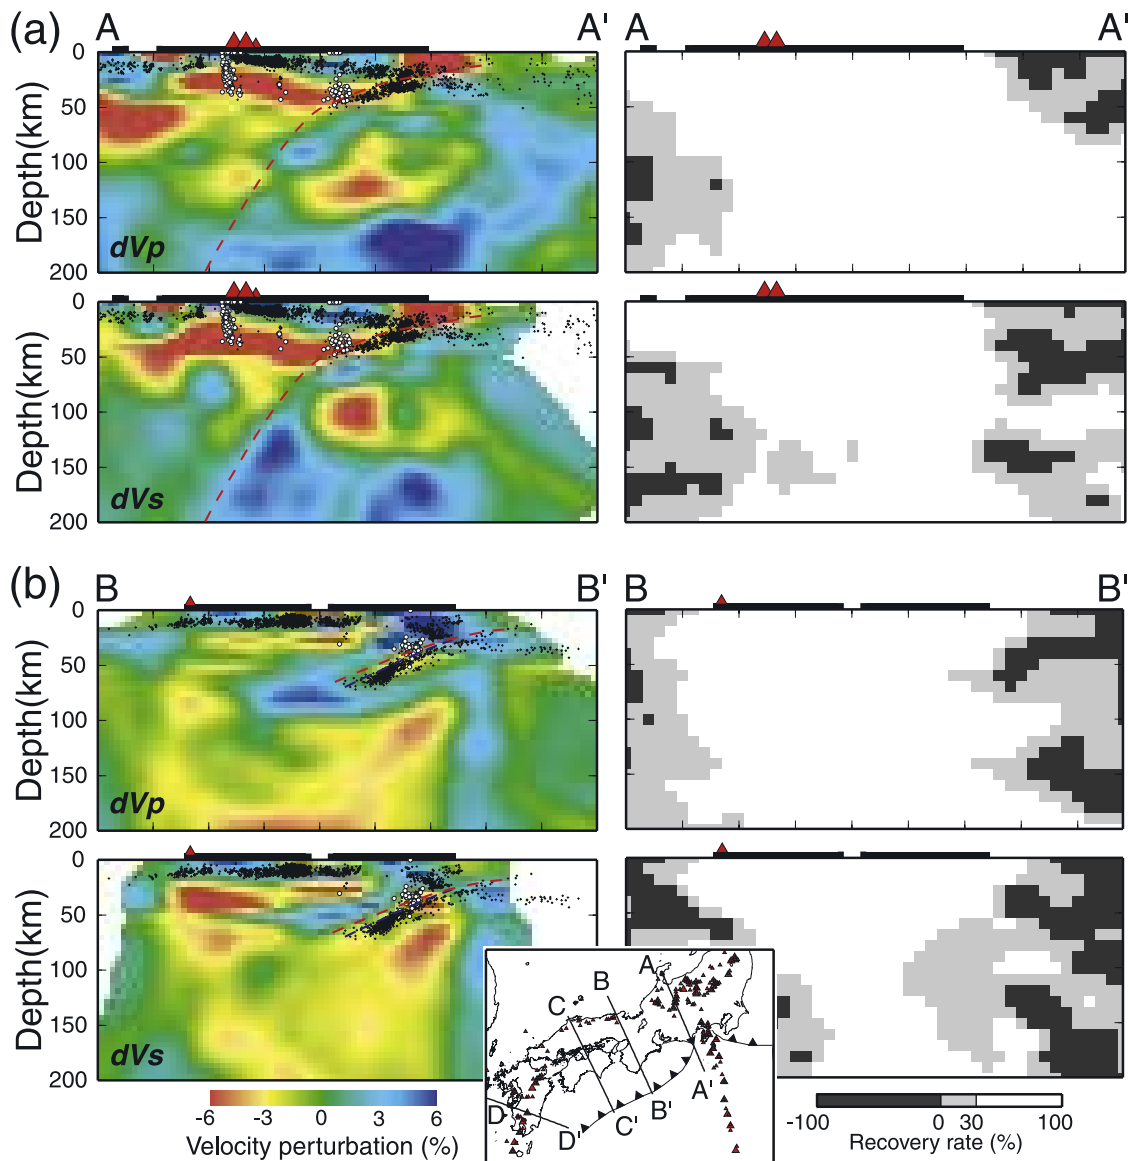 (a) A A' A A'
0
50
100
150
200
Depth(km)
dVp
0
50
100
150
200
Depth(km)
dVs
(b) B B' B B'
0
50
100
150
200
Depth(km)
dVp
0
50
100
150
200
Depth(km)
dVs
A
B
C
D
A'
B'
C'
D'
-6 -3 0 3 6
Velocity perturbation (%)
-100 0 30 100
Recovery rate (%)